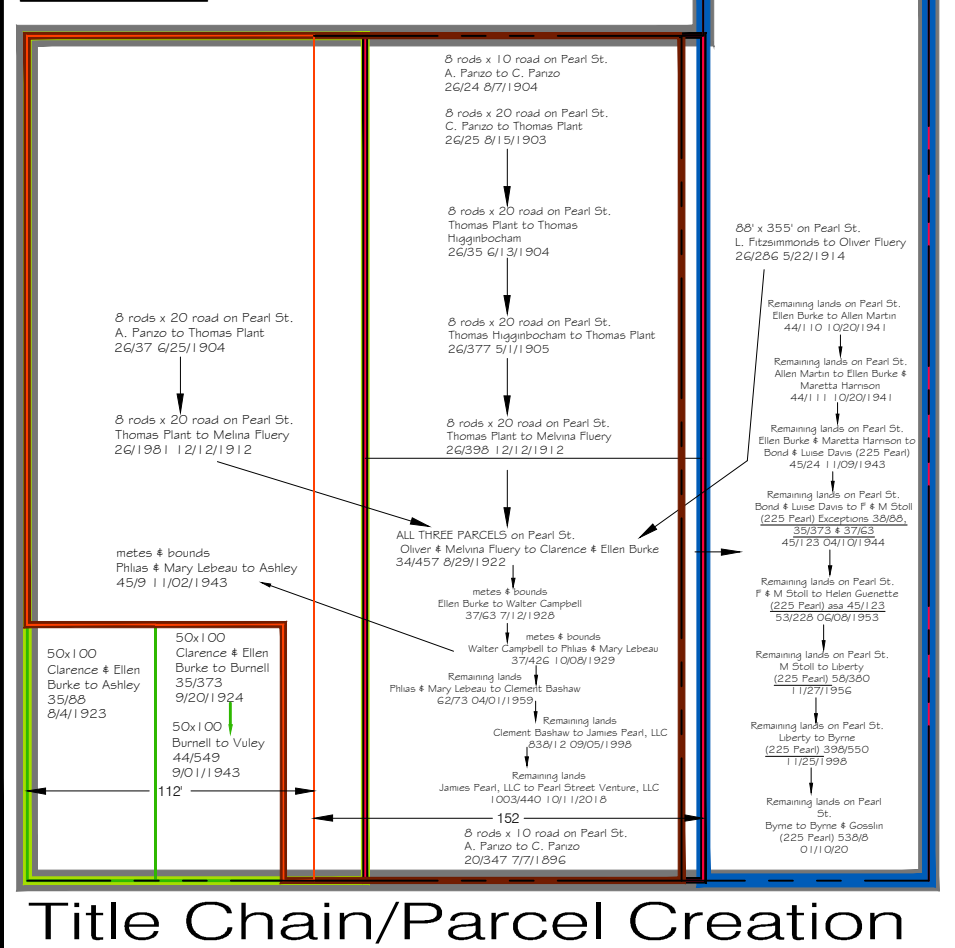 8 rods x 10 road on Pearl St.
A. Parizo to C. Parizo
26/24 8/7/1904
8 rods x 20 road on Pearl St.
C. Parizo to Thomas Plant
26/25 8/15/1903
8 rods x 20 road on Pearl St.
Thomas Plant to Thomas
Higginbocham
26/35 6/13/1904
8 rods x 20 road on Pearl St.
Thomas Higginbocham to Thomas Plant
26/377 5/1/1905
8 rods x 20 road on Pearl St.
Thomas Plant to Melvina Fluery
26/398 12/12/1912
8 rods x 20 road on Pearl St.
A. Parizo to Thomas Plant
26/37 6/25/1904
8 rods x 20 road on Pearl St.
Thomas Plant to Melina Fluery
26/1981 12/12/1912
88' x 355' on Pearl St.
L. Fitzsimmonds to Oliver Fluery
26/286 5/22/1914
ALL THREE PARCELS on Pearl St.
Oliver & Melvina Fluery to Clarence & Ellen Burke
34/457 8/29/1922
metes & bounds
Ellen Burke to Walter Campbell
37/63 7/12/1928
metes & bounds
Walter Campbell to Phlias & Mary Lebeau
37/426 10/08/1929
metes & bounds
Phlias & Mary Lebeau to Ashley
45/9 11/02/1943
Remaining lands
Phlias & Mary Lebeau to Clement Bashaw
62/73 04/01/1959
Remaining lands
Clement Bashaw to James Pearl, LLC
838/12 09/05/1998
Remaining lands
James Pearl, LLC to Pearl Street Venture, LLC
1003/440 10/11/2018
152
8 rods x 10 road on Pearl St.
A. Parizo to C. Parizo
20/347 7/7/1896
50x100
Clarence & Ellen
Burke to Ashley
35/88
8/4/1923
50x100
Clarence & Ellen
Burke to Burnell
35/373
9/20/1924
50x100
Burnell to Vuley
44/549
9/01/1943
112'
Remaining lands on Pearl St.
Ellen Burke to Allen Martin
44/110 10/20/1941
Remaining lands on Pearl St.
Allen Martin to Ellen Burke &
Maretta Harrison
44/111 10/20/1941
Remaining lands on Pearl St.
Ellen Burke & Maretta Harrison to
Bond & Luise Davis (225 Pearl)
45/24 11/09/1943
Remaining lands on Pearl St.
Bond & Luise Davis to F & M Stoll
(225 Pearl) Exceptions 38/88,
35/373 & 37/63
45/123 04/10/1944
Remaining lands on Pearl St.
F & M Stoll to Helen Guenette
(225 Pearl) asa 45/123
53/228 06/08/1953
Remaining lands on Pearl St.
M Stoll to Liberty
(225 Pearl) 58/380
11/27/1956
Remaining lands on Pearl St.
Liberty to Byrne
(225 Pearl) 398/550
11/25/1998
Remaining lands on Pearl
St.
Byrne to Byrne & Gosslin
(225 Pearl) 538/8
01/10/20
Title Chain/Parcel Creation